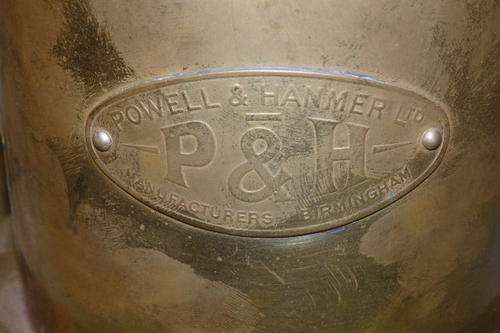 POWELL & HANMER LTD
P & H
MANUFACTURERS BIRMINGHAM